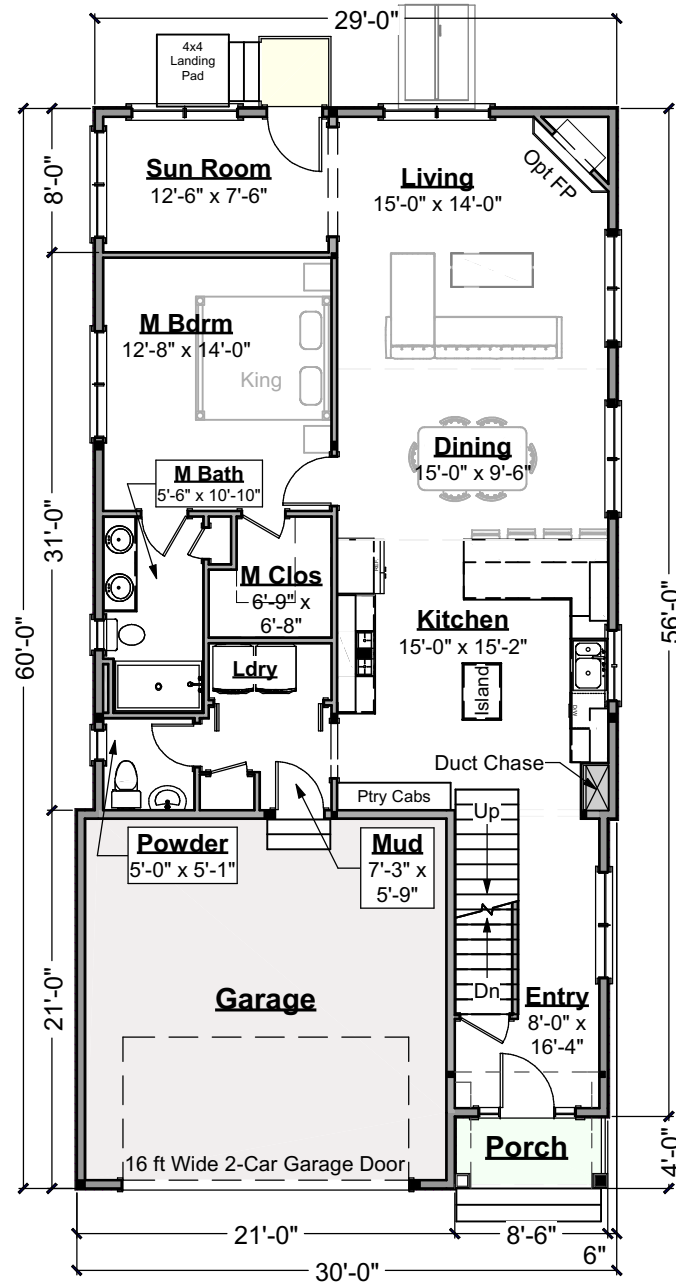 29'-0"
4x4
Landing
Pad
Sun Room
12'-6" x 7'-6"
Living
15'-0" x 14'-0"
Opt FP
8'-0"
M Bdrm
12'-8" x 14'-0"
King
Dining
15'-0" x 9'-6"
M Bath
5'-6" x 10'-10"
31'-0"
M Clos
6'-9" x
6'-8"
Kitchen
15'-0" x 15'-2"
60'-0"
56'-0"
Ldry
Island
D/W
Duct Chase
Ptry Cabs
Up
Powder
5'-0" x 5'-1"
Mud
7'-3" x
5'-9"
21'-0"
Garage
Dn
Entry
8'-0" x
16'-4"
16 ft Wide 2-Car Garage Door
Porch
4'-0"
21'-0"
8'-6"
6"
30'-0"